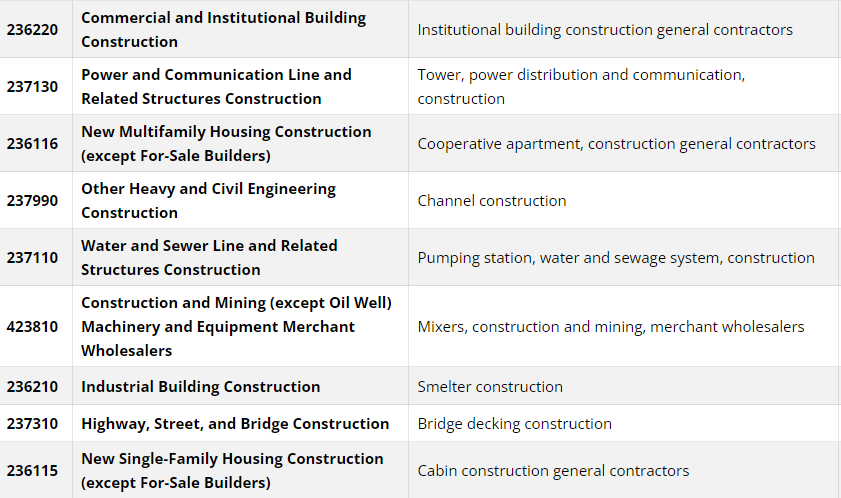 236220
Commercial and Institutional Building
Construction
Institutional building construction general contractors
237130
Power and Communication Line and
Related Structures Construction
Tower, power distribution and communication,
construction
236116
New Multifamily Housing Construction
(except For-Sale Builders)
Cooperative apartment, construction general contractors
237990
Other Heavy and Civil Engineering
Construction
Channel construction
237110
Water and Sewer Line and Related
Structures Construction
Pumping station, water and sewage system, construction
423810
Construction and Mining (except Oil Well)
Machinery and Equipment Merchant
Wholesalers
Mixers, construction and mining, merchant wholesalers
236210
Industrial Building Construction
Smelter construction
237310
Highway, Street, and Bridge Construction
Bridge decking construction
236115
New Single-Family Housing Construction
(except For-Sale Builders)
Cabin construction general contractors